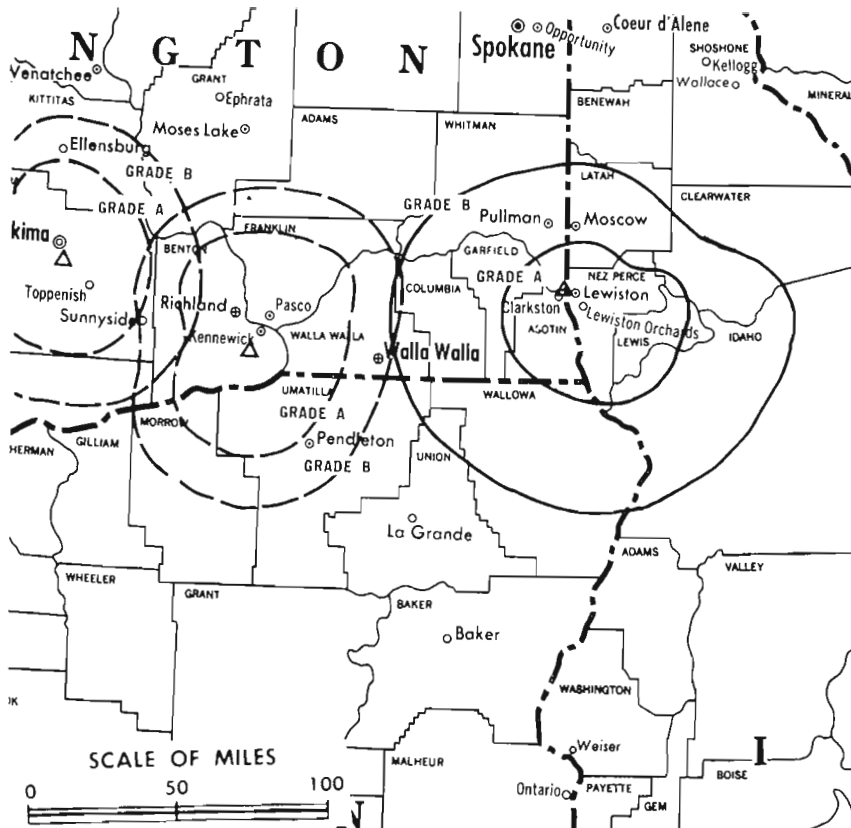 N G T O N
Spokane
Opportunity
Coeur d'Alene
SHOSHONE
Kellogg
Wallace
MINERAL
Venatchee
GRANT
KITTITAS
Ephrata
Moses Lake
ADAMS
WHITMAN
BENEWAH
Ellensburg
GRADE B
LATAH
CLEARWATER
GRADE A
GRADE B
Pullman
Moscow
FRANKLIN
kima
BENTON
GARFIELD
NEZ PERCE
GRADE A
Toppenish
COLUMBIA
Lewiston
Clarkston
Lewiston Orchards
Richland
Pasco
Sunnyside
Kennewick
WALLA WALLA
ASOTIN
LEWIS
IDAHO
Walla Walla
UMATILLA
WALLOWA
GRADE A
MORROW
GILLIAM
HERMAN
Pendleton
GRADE B
UNION
La Grande
ADAMS
VALLEY
WHEELER
GRANT
BAKER
Baker
WASHINGTON
OK
SCALE OF MILES
0 50 100
MALHEUR
Weiser
I
BOISE
Ontario
PAYETTE
GEM
N